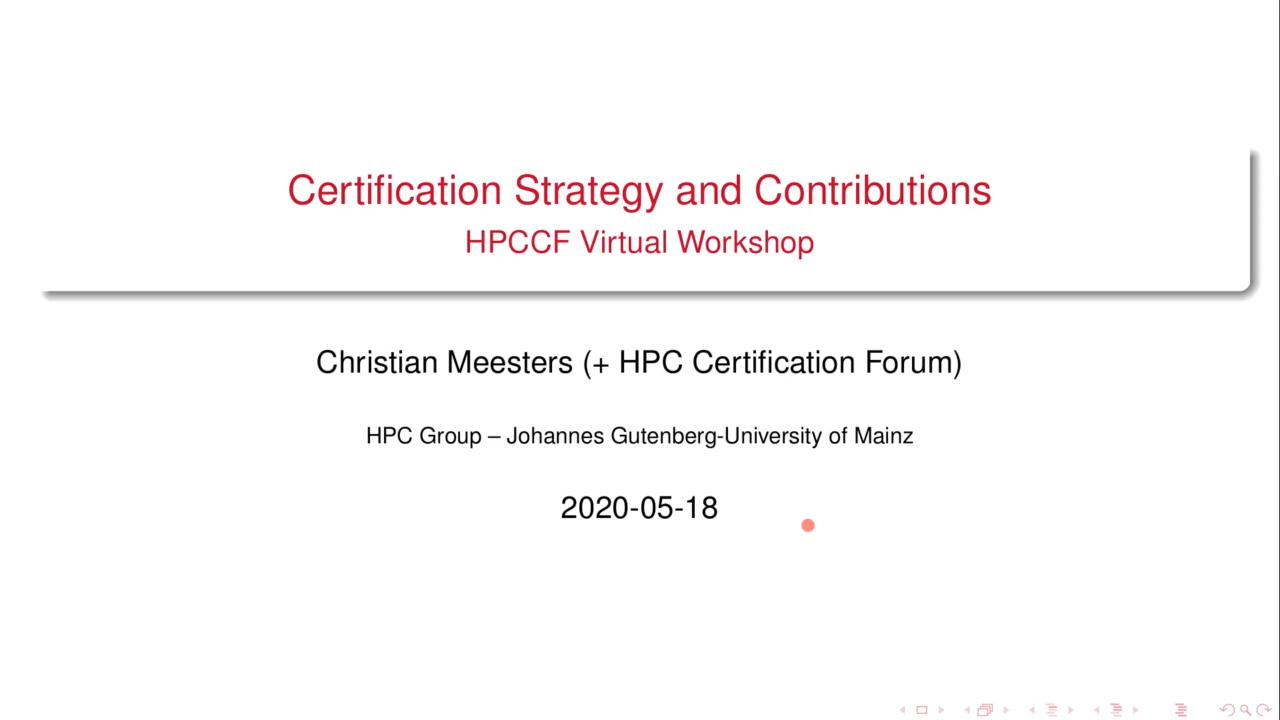 Certification Strategy and Contributions
HPCCF Virtual Workshop
Christian Meesters (+ HPC Certification Forum)
HPC Group – Johannes Gutenberg-University of Mainz
2020-05-18